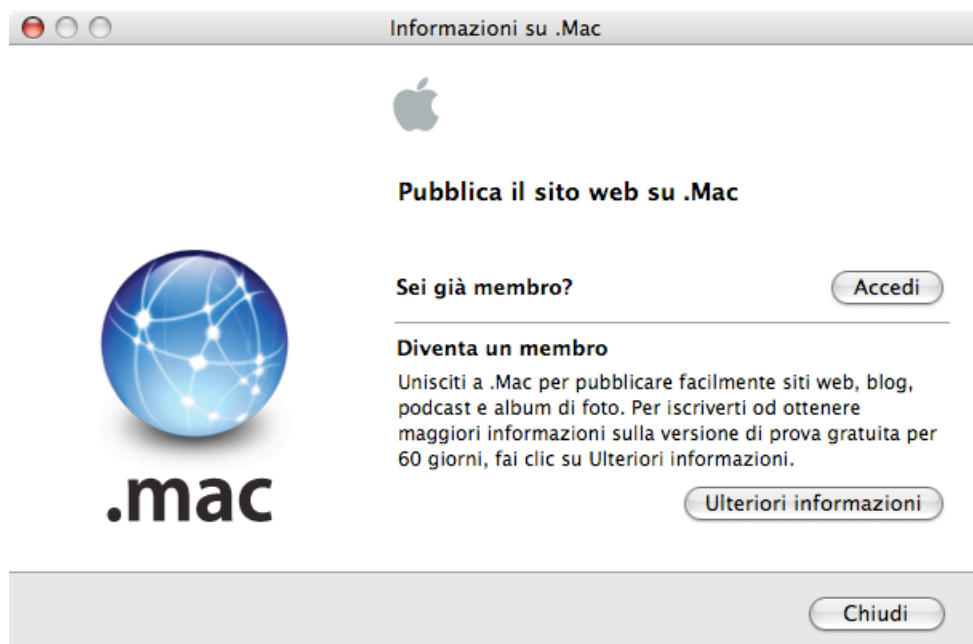 Informazioni su .Mac
Pubblica il sito web su .Mac
Sei già membro?
Accedi
Diventa un membro
Unisciti a .Mac per pubblicare facilmente siti web, blog,
podcast e album di foto. Per iscriverti od ottenere
maggiori informazioni sulla versione di prova gratuita per
60 giorni, fai clic su Ulteriori informazioni.
.mac
Ulteriori informazioni
Chiudi